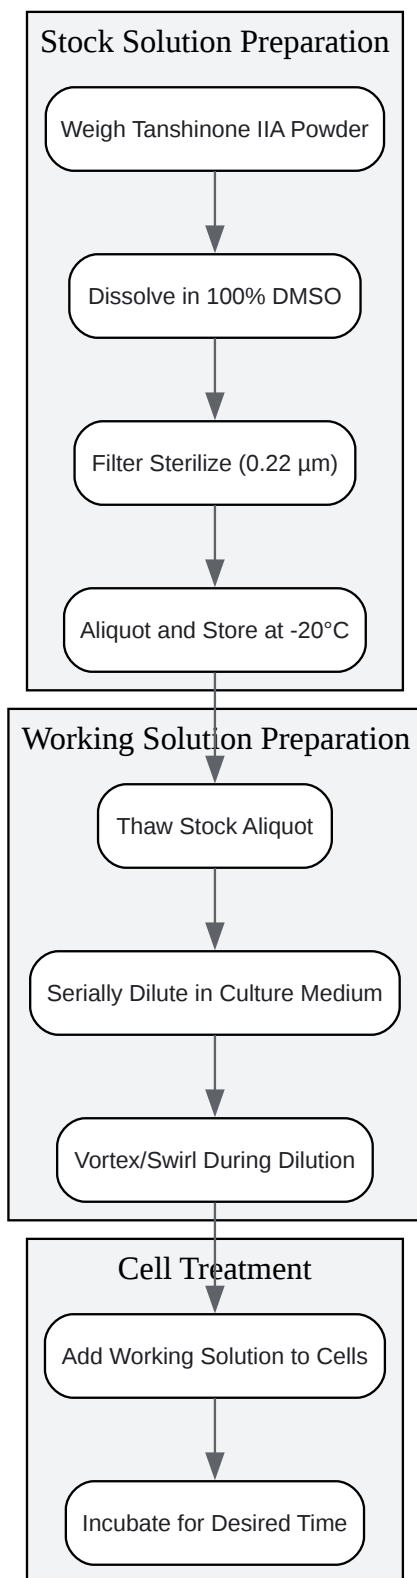 Stock Solution Preparation
Weigh Tanshinone IIA Powder
Dissolve in 100% DMSO
Filter Sterilize (0.22 µm)
Aliquot and Store at -20°C
Working Solution Preparation
Thaw Stock Aliquot
Serially Dilute in Culture Medium
Vortex/Swirl During Dilution
Cell Treatment
Add Working Solution to Cells
Incubate for Desired Time